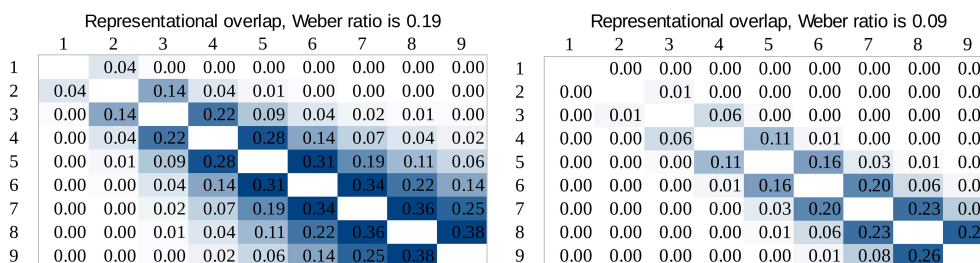 Representational overlap, Weber ratio is 0.19
1 2 3 4 5 6 7 8 9
1 0.04 0.00 0.00 0.00 0.00 0.00 0.00 0.00
2 0.04 0.14 0.04 0.01 0.00 0.00 0.00 0.00
3 0.00 0.14 0.22 0.09 0.04 0.02 0.01 0.00
4 0.00 0.04 0.22 0.28 0.14 0.07 0.04 0.02
5 0.00 0.01 0.09 0.28 0.31 0.19 0.11 0.06
6 0.00 0.00 0.04 0.14 0.31 0.34 0.22 0.14
7 0.00 0.00 0.02 0.07 0.19 0.34 0.36 0.25
8 0.00 0.00 0.01 0.04 0.11 0.22 0.36 0.38
9 0.00 0.00 0.00 0.02 0.06 0.14 0.25 0.38
Representational overlap, Weber ratio is 0.09
1 2 3 4 5 6 7 8 9
1 0.00 0.00 0.00 0.00 0.00 0.00 0.00
2 0.00 0.01 0.00 0.00 0.00 0.00 0.00
3 0.00 0.01 0.06 0.00 0.00 0.00 0.00
4 0.00 0.00 0.06 0.11 0.01 0.00 0.00
5 0.00 0.00 0.00 0.11 0.16 0.03 0.01
6 0.00 0.00 0.00 0.01 0.16 0.20 0.06
7 0.00 0.00 0.00 0.00 0.03 0.20 0.23
8 0.00 0.00 0.00 0.00 0.01 0.06 0.23
9 0.00 0.00 0.00 0.00 0.00 0.01 0.08 0.26